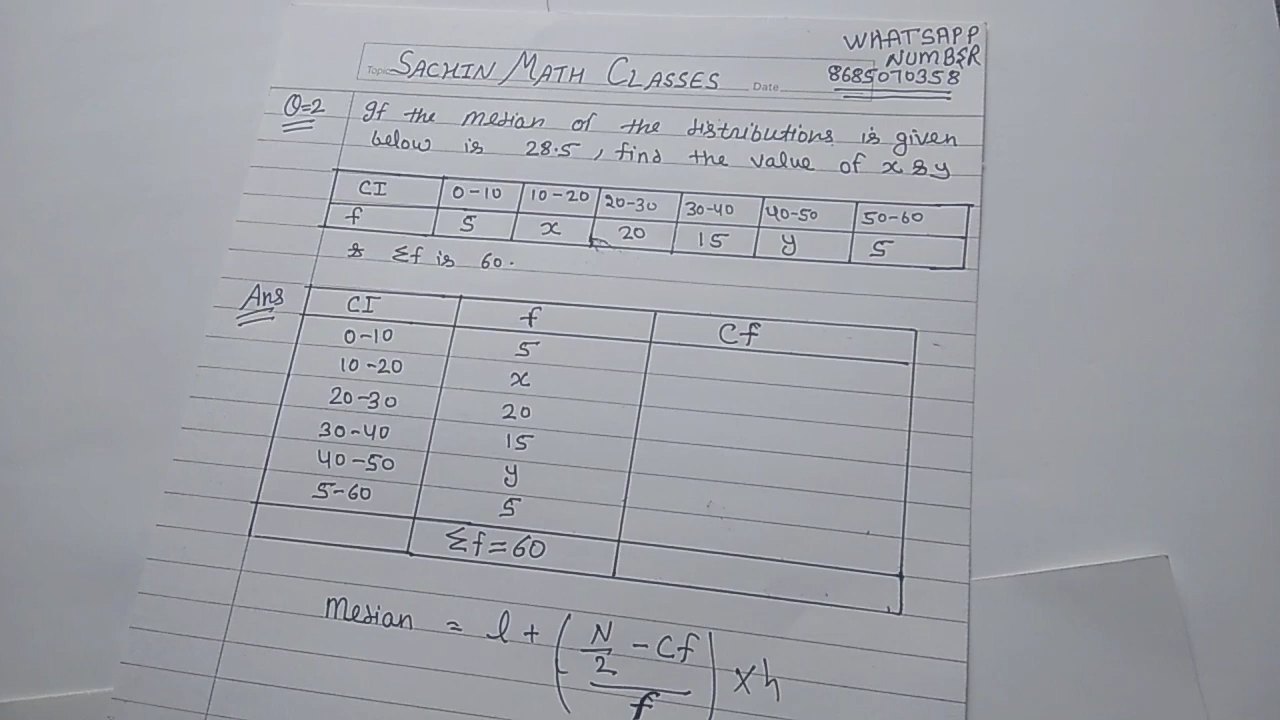 WHATSAPP
NUMBER
8685070358
Topic SACHIN MATH CLASSES Date
Q=2 If the median of the distributions is given
below is 28.5, find the value of x & y
CI 0-10 10-20 20-30 30-40 40-50 50-60
f 5 x 20 15 y 5
& Σf is 60.
Ans CI f Cf
0-10 5
10-20 x
20-30 20
30-40 15
40-50 y
5-60 5
Σf=60
Median = l + (N/2 - Cf / f) × h